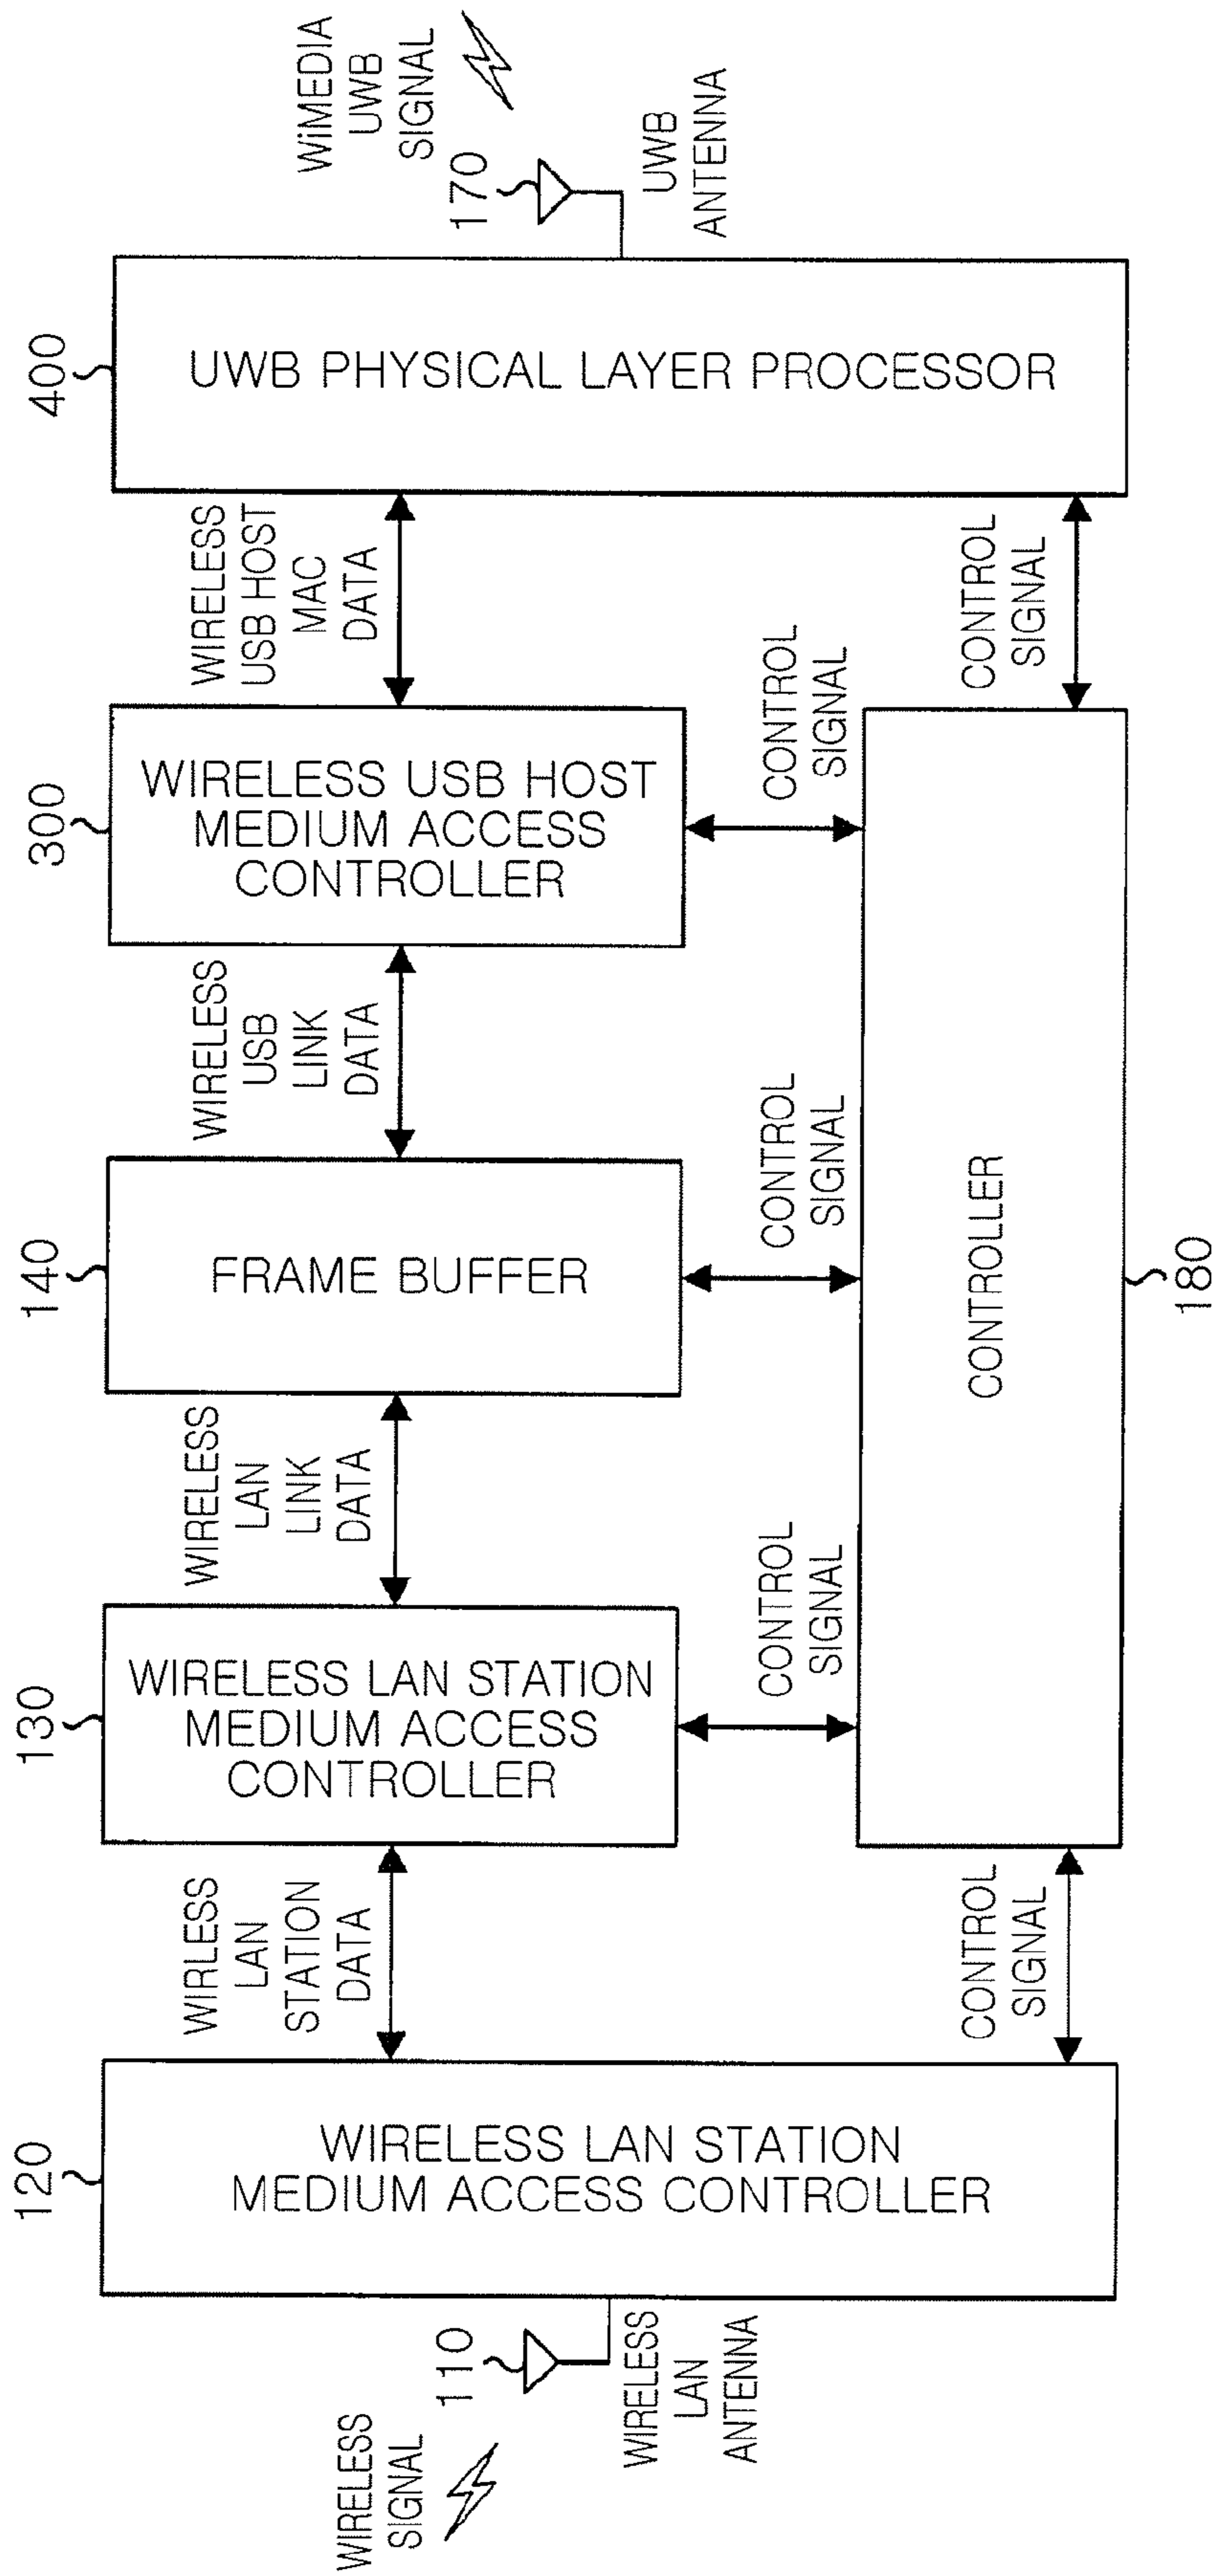 WiMEDIA
UWB
SIGNAL
170
UWB
ANTENNA
400
UWB PHYSICAL LAYER PROCESSOR
WIRELESS
USB HOST
MAC
DATA
CONTROL
SIGNAL
300
WIRELESS USB HOST
MEDIUM ACCESS
CONTROLLER
CONTROL
SIGNAL
WIRELESS
USB
LINK
DATA
140
FRAME BUFFER
CONTROL
SIGNAL
CONTROLLER
180
WIRELESS
LAN
LINK
DATA
130
WIRELESS LAN STATION
MEDIUM ACCESS
CONTROLLER
CONTROL
SIGNAL
WIRLESS
LAN
STATION
DATA
CONTROL
SIGNAL
120
WIRELESS LAN STATION
MEDIUM ACCESS CONTROLLER
110
WIRELESS
LAN
ANTENNA
WIRELESS
SIGNAL